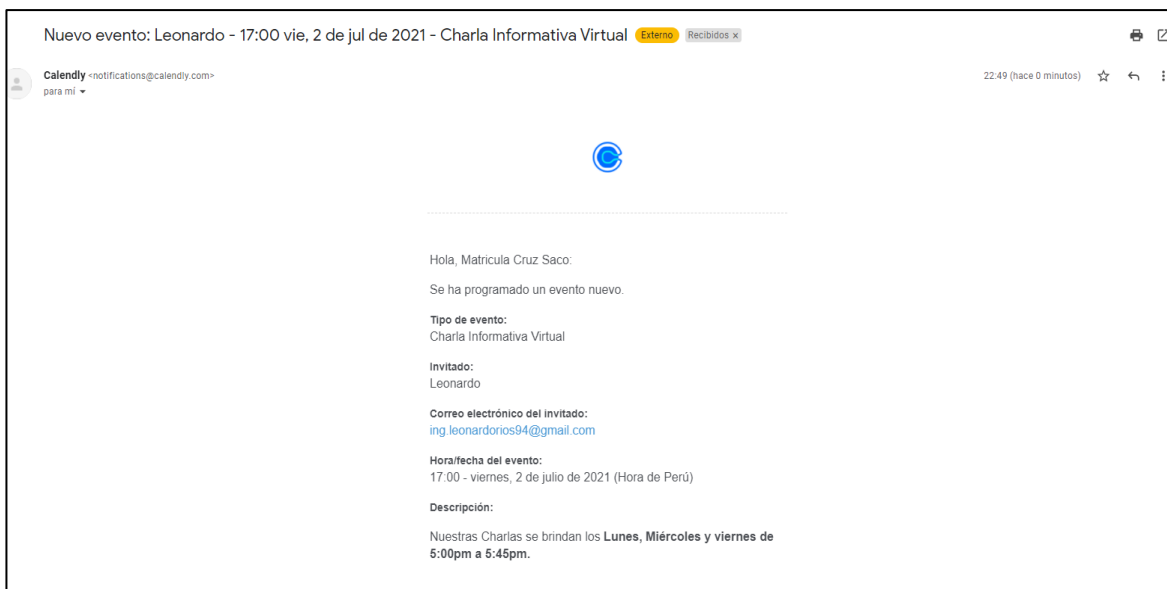 Nuevo evento: Leonardo - 17:00 vie, 2 de jul de 2021 - Charla Informativa Virtual Externo Recibidos x
Calendly <notifications@calendly.com> 22:49 (hace 0 minutos)
para mí
Hola, Matricula Cruz Saco:
Se ha programado un evento nuevo.
Tipo de evento:
Charla Informativa Virtual
Invitado:
Leonardo
Correo electrónico del invitado:
ing.leonardorios94@gmail.com
Hora/fecha del evento:
17:00 - viernes, 2 de julio de 2021 (Hora de Perú)
Descripción:
Nuestras Charlas se brindan los Lunes, Miércoles y viernes de
5:00pm a 5:45pm.